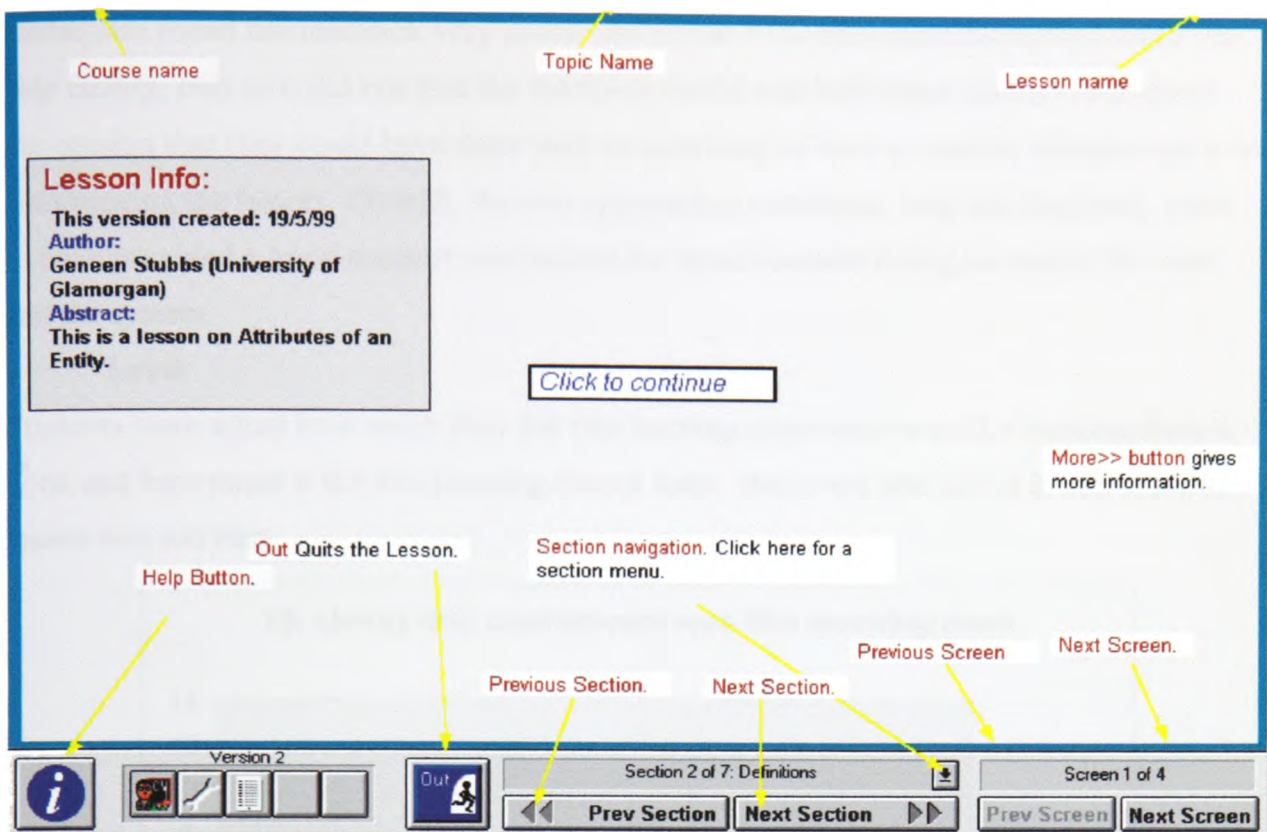 Course name
Topic Name
Lesson name
Lesson Info:
This version created: 19/5/99
Author:
Geneen Stubbs (University of
Glamorgan)
Abstract:
This is a lesson on Attributes of an
Entity.
Click to continue
More>> button gives
more information.
Out Quits the Lesson.
Section navigation. Click here for a
section menu.
Help Button.
Previous Screen
Next Screen.
Previous Section.
Next Section.
Version 2
Out
Section 2 of 7: Definitions
Screen 1 of 4
Prev Section
Next Section
Prev Screen
Next Screen